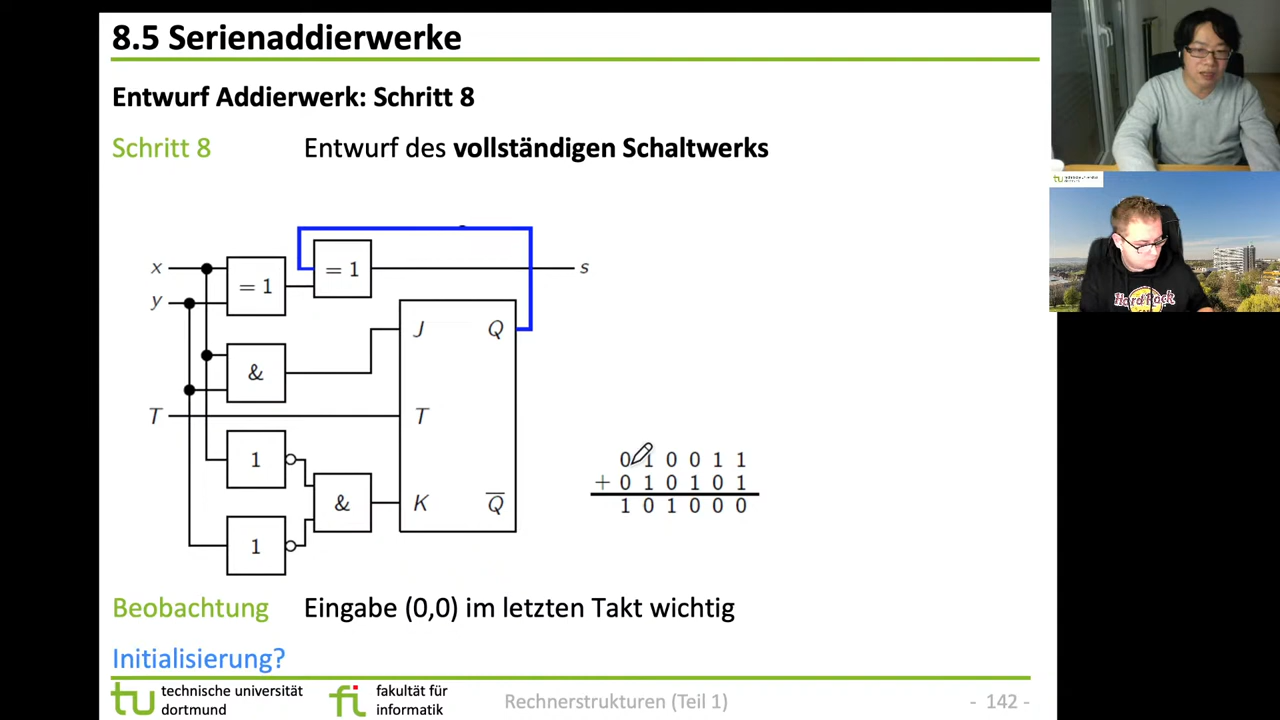 8.5 Serienaddierwerke
Entwurf Addierwerk: Schritt 8
Schritt 8 Entwurf des vollständigen Schaltwerks
x = 1 = 1 s
y
J Q
&
T T
1
& K Q̅
1
0 1 0 0 1 1
+ 0 1 0 1 0 1
1 0 1 0 0 0
Beobachtung Eingabe (0,0) im letzten Takt wichtig
Initialisierung?
tu technische universität
dortmund
fi fakultät für
informatik
Rechnerstrukturen (Teil 1)
- 142 -
Hard Rock